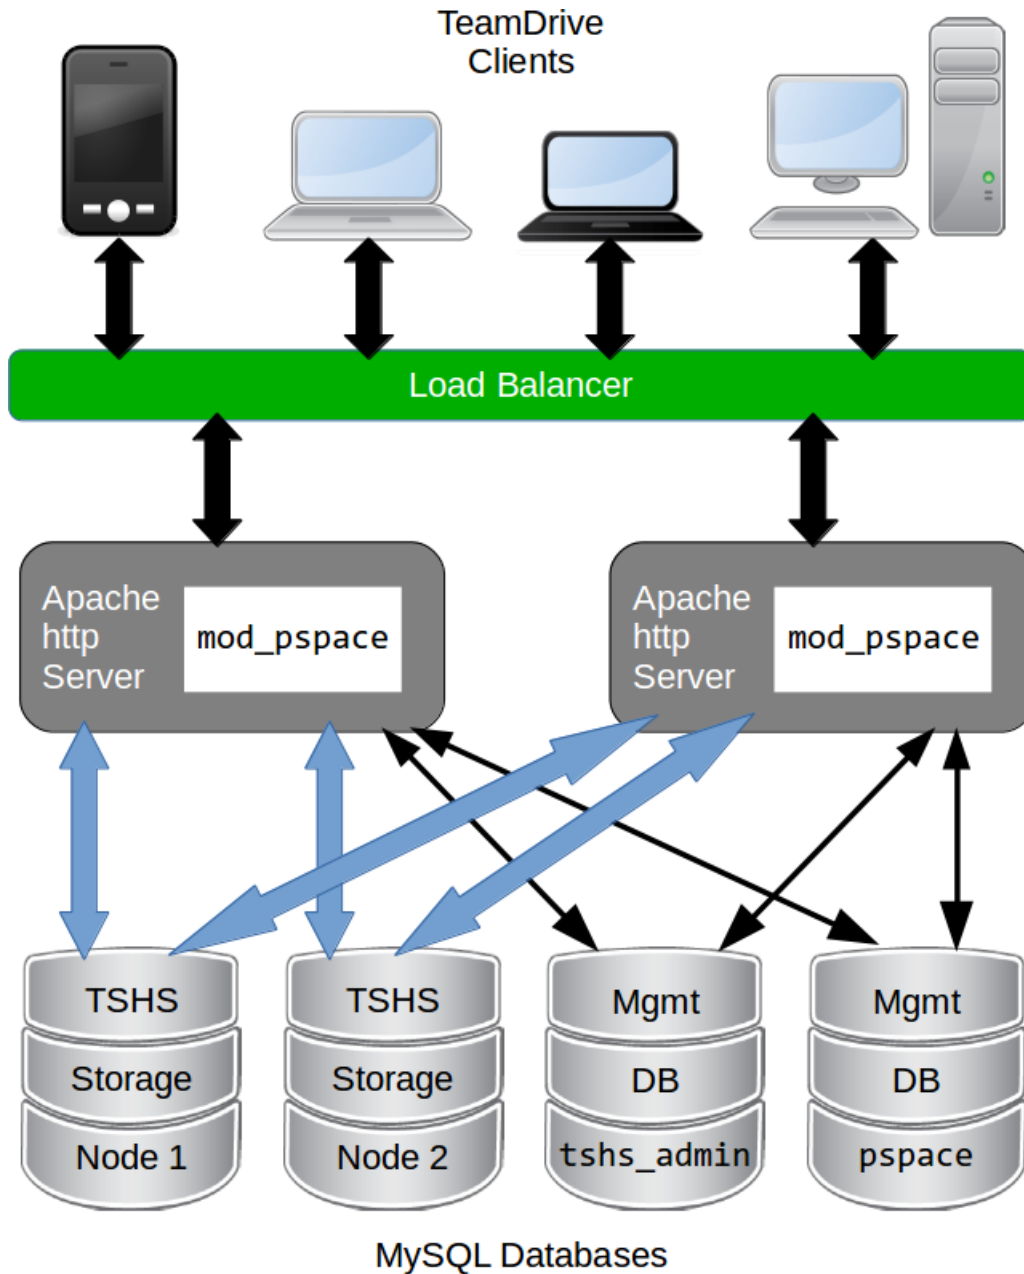 TeamDrive
Clients
Load Balancer
Apache
http
Server
mod_pspace
Apache
http
Server
mod_pspace
TSHS
Storage
Node 1
TSHS
Storage
Node 2
Mgmt
DB
tshs_admin
Mgmt
DB
pspace
MySQL Databases